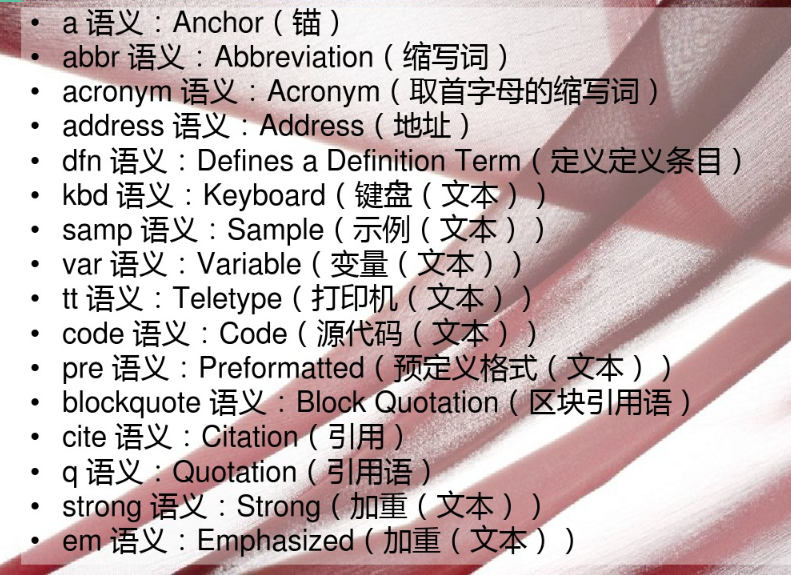 • a 语义：Anchor（锚）
• abbr 语义：Abbreviation（缩写词）
• acronym 语义：Acronym（取首字母的缩写词）
• address 语义：Address（地址）
• dfn 语义：Defines a Definition Term（定义定义条目）
• kbd 语义：Keyboard（键盘（文本））
• samp 语义：Sample（示例（文本））
• var 语义：Variable（变量（文本））
• tt 语义：Teletype（打印机（文本））
• code 语义：Code（源代码（文本））
• pre 语义：Preformatted（预定义格式（文本））
• blockquote 语义：Block Quotation（区块引用语）
• cite 语义：Citation（引用）
• q 语义：Quotation（引用语）
• strong 语义：Strong（加重（文本））
• em 语义：Emphasized（加重（文本））